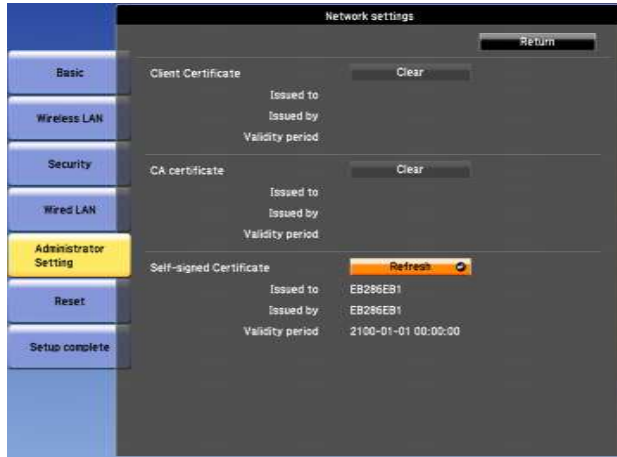 Network settings
Return
Basic
Wireless LAN
Security
Wired LAN
Administrator
Setting
Reset
Setup complete
Client Certificate Clear
Issued to
Issued by
Validity period
CA certificate Clear
Issued to
Issued by
Validity period
Self-signed Certificate Refresh
Issued to EB286EB1
Issued by EB286EB1
Validity period 2100-01-01 00:00:00